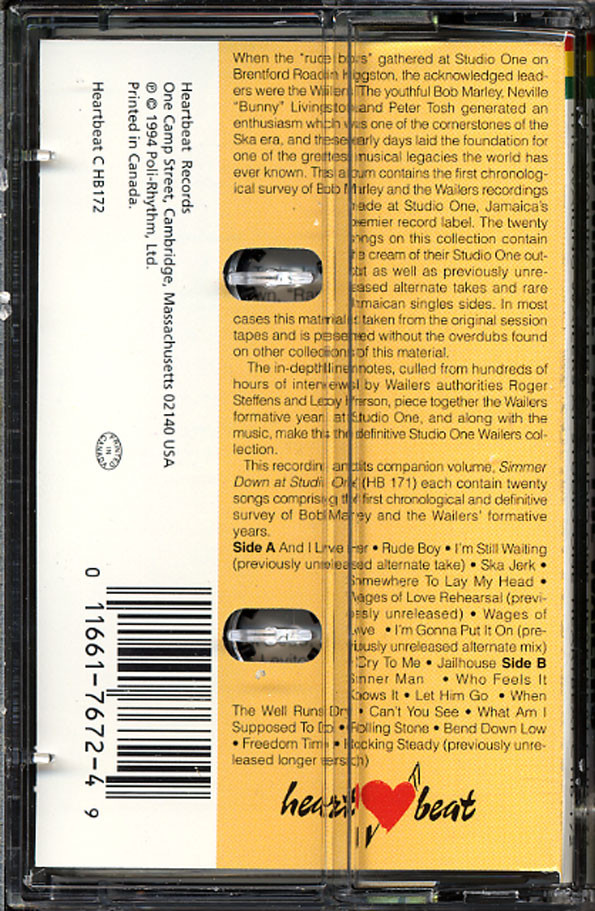 When the "rude boys" gathered at Studio One on
Brentford Road in Kingston, the acknowledged lead-
ers were the Wailers. The youthful Bob Marley, Neville
"Bunny" Livingston and Peter Tosh generated an
enthusiasm which was one of the cornerstones of the
Ska era, and these early days laid the foundation for
one of the greatest musical legacies the world has
ever known. This album contains the first chronolog-
ical survey of Bob Marley and the Wailers recordings
made at Studio One, Jamaica's
premier record label. The twenty
songs on this collection contain
the cream of their Studio One out-
put as well as previously unre-
leased alternate takes and rare
Jamaican singles sides. In most
cases this material is taken from the original session
tapes and is presented without the overdubs found
on other collections of this material.
The in-depth liner notes, culled from hundreds of
hours of interviews by Wailers authorities Roger
Steffens and Leroy Pierson, piece together the Wailers
formative years at Studio One, and along with the
music, make this the definitive Studio One Wailers col-
lection.
This recording and its companion volume, Simmer
Down at Studio One (HB 171) each contain twenty
songs comprising the first chronological and definitive
survey of Bob Marley and the Wailers' formative
years.
Side A And I Love Her • Rude Boy • I'm Still Waiting
(previously unreleased alternate take) • Ska Jerk •
Somewhere To Lay My Head •
Wages of Love Rehearsal (previ-
ously unreleased) • Wages of
Love • I'm Gonna Put It On (pre-
viously unreleased alternate mix)
• Cry To Me • Jailhouse Side B
Sinner Man • Who Feels It
Knows It • Let Him Go • When
The Well Runs Dry • Can't You See • What Am I
Supposed To Do • Rolling Stone • Bend Down Low
• Freedom Time • Rocking Steady (previously unre-
leased longer version)
heart beat
Heartbeat Records
One Camp Street, Cambridge, Massachusetts 02140 USA
℗ © 1994 Poli-Rhythm, Ltd.
Printed in Canada.
Heartbeat C HB172
PRINTED
IN
CANADA
0 11661-7672-4 9